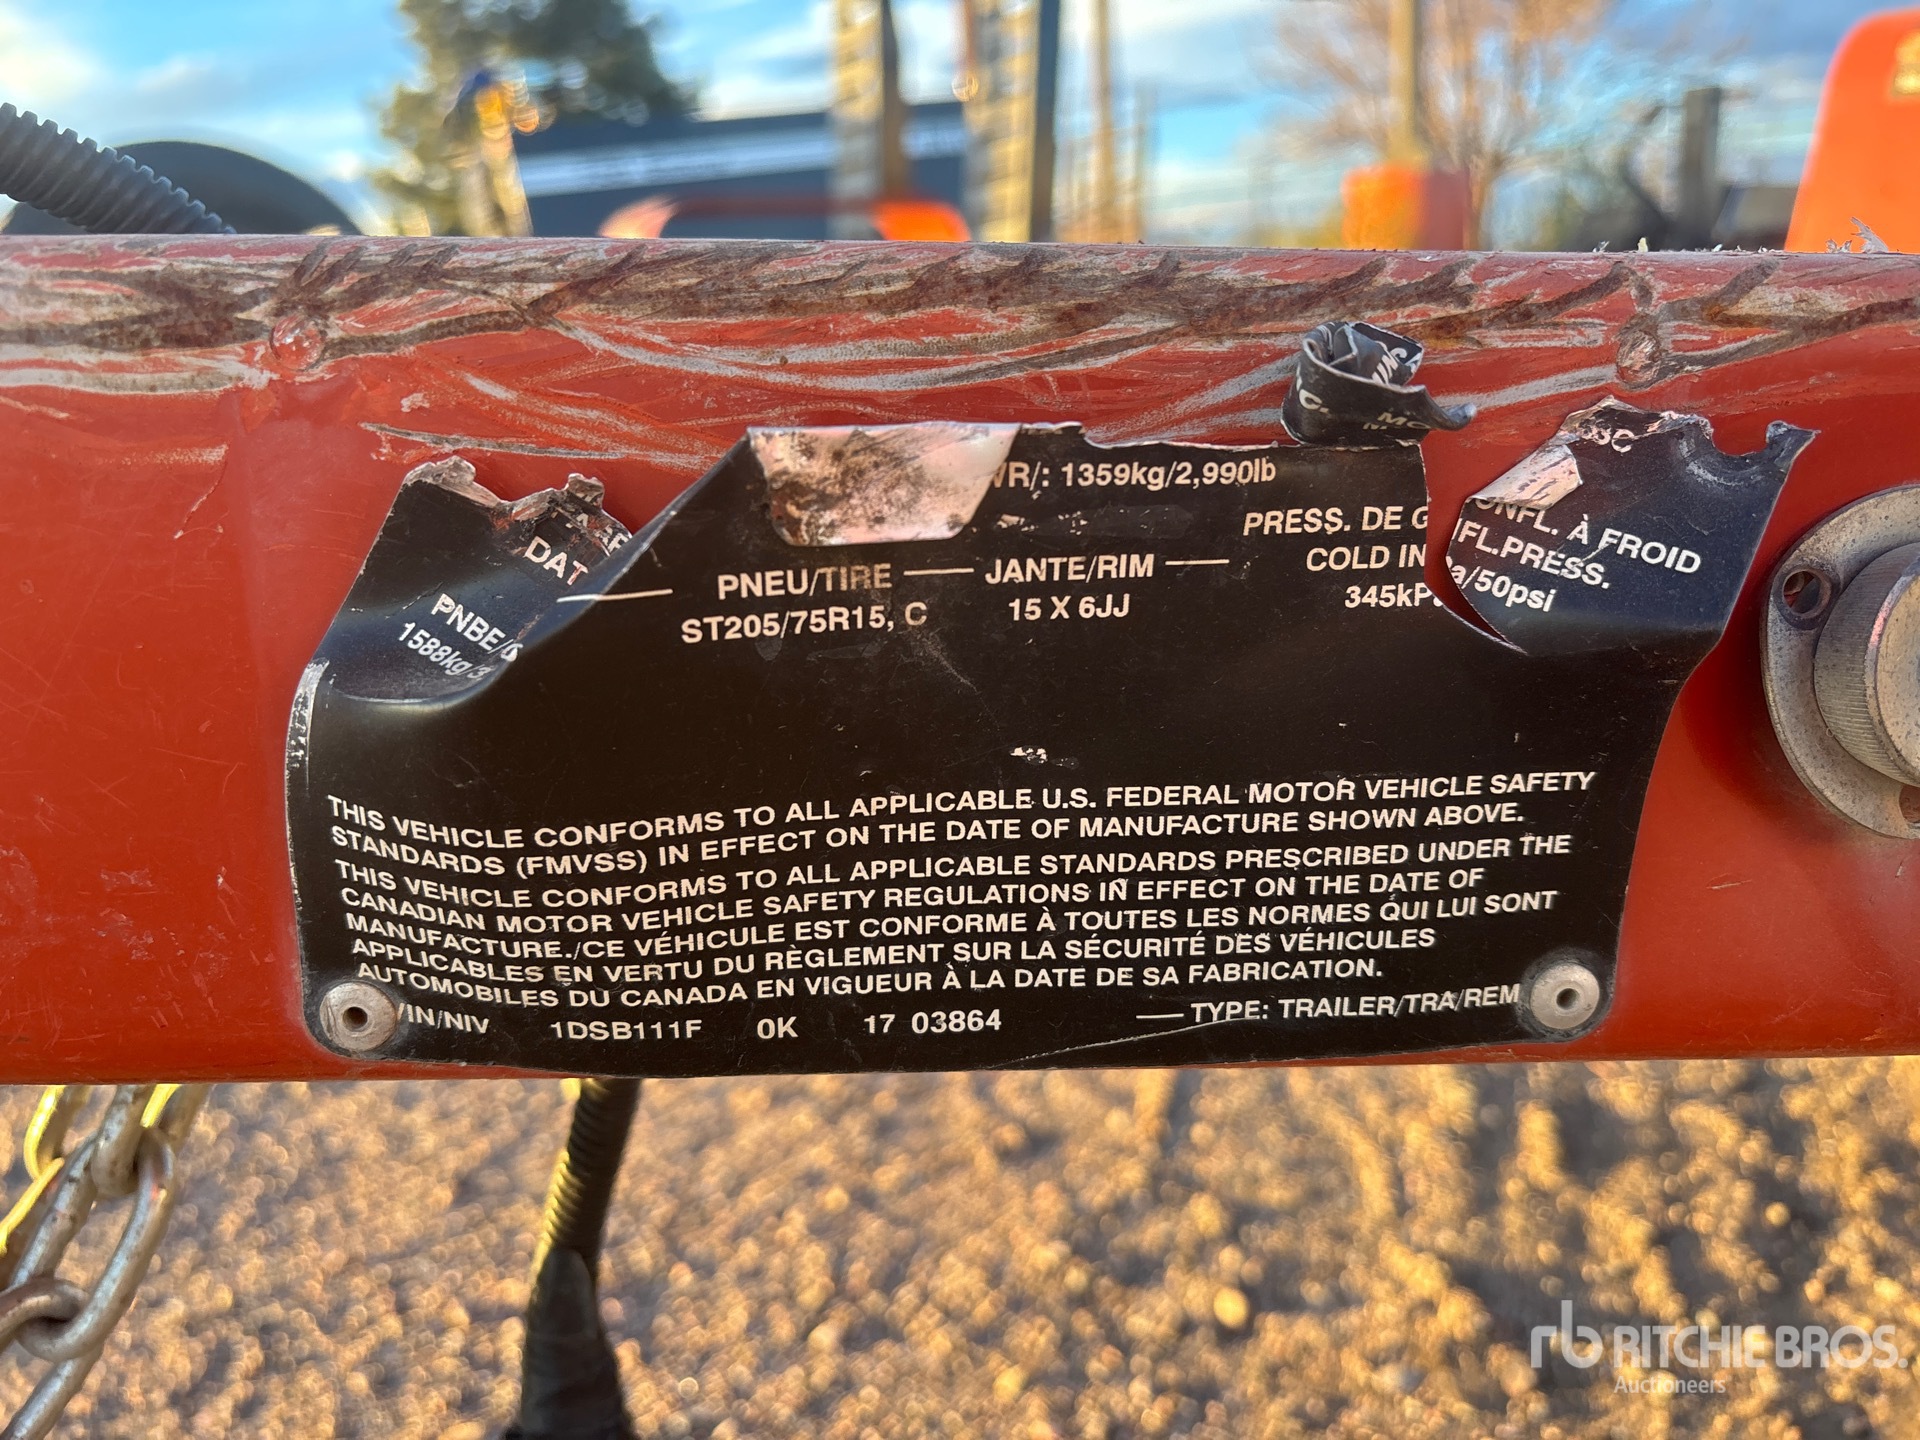 WR/: 1359kg/2,990lb
DAT
PRESS. DE G ONFL. À FROID
PNEU/TIRE JANTE/RIM COLD IN /FL.PRESS.
1588kg/3 ST205/75R15, C 15 X 6JJ 345kPa/50psi
THIS VEHICLE CONFORMS TO ALL APPLICABLE U.S. FEDERAL MOTOR VEHICLE SAFETY
STANDARDS (FMVSS) IN EFFECT ON THE DATE OF MANUFACTURE SHOWN ABOVE.
THIS VEHICLE CONFORMS TO ALL APPLICABLE STANDARDS PRESCRIBED UNDER THE
CANADIAN MOTOR VEHICLE SAFETY REGULATIONS IN EFFECT ON THE DATE OF
MANUFACTURE./CE VÉHICULE EST CONFORME À TOUTES LES NORMES QUI LUI SONT
APPLICABLES EN VERTU DU RÈGLEMENT SUR LA SÉCURITÉ DES VÉHICULES
AUTOMOBILES DU CANADA EN VIGUEUR À LA DATE DE SA FABRICATION.
VIN/NIV 1DSB111F 0K 17 03864 TYPE: TRAILER/TRA/REM
rb RITCHIE BROS.
Auctioneers